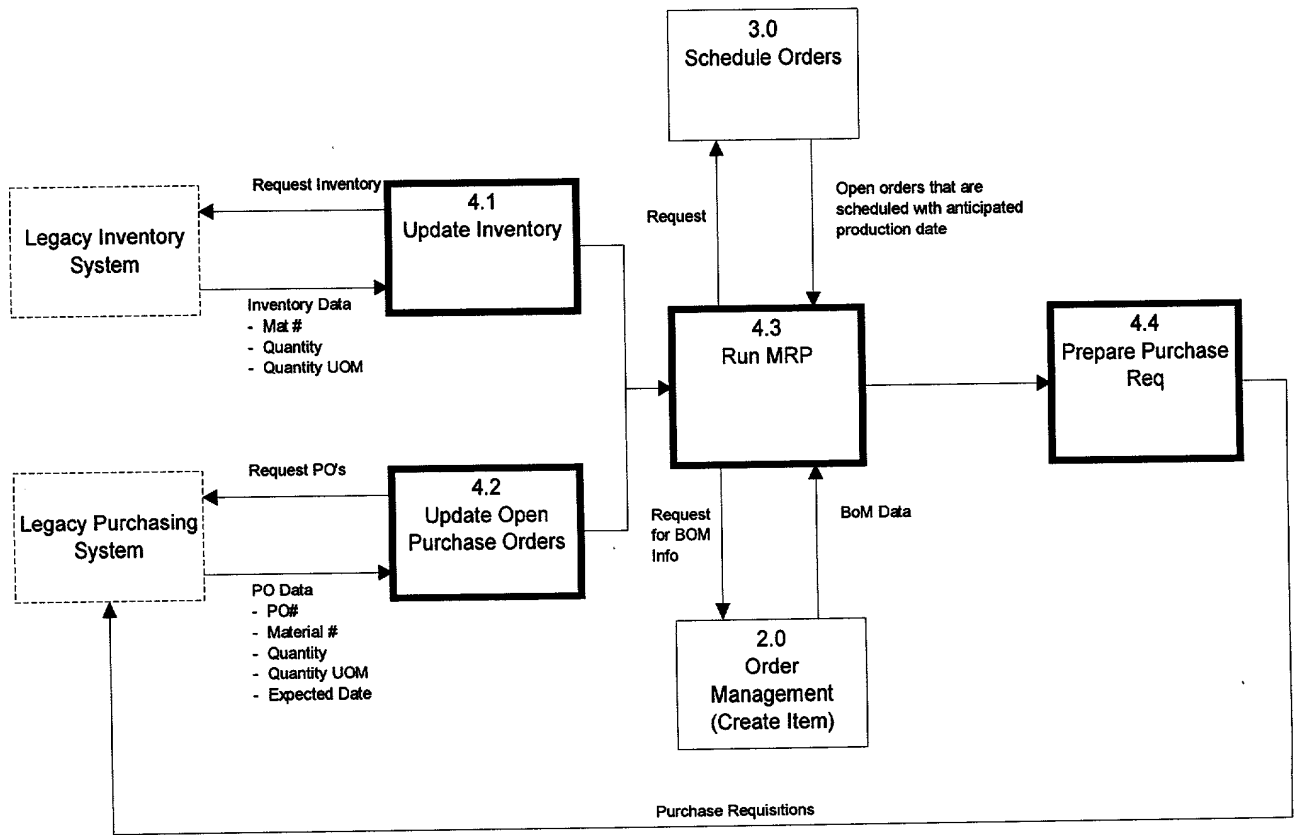 3.0
Schedule Orders
Request Inventory
4.1
Update Inventory
Legacy Inventory
System
Inventory Data
- Mat #
- Quantity
- Quantity UOM
Request
Open orders that are
scheduled with anticipated
production date
4.3
Run MRP
4.4
Prepare Purchase
Req
Request PO's
4.2
Update Open
Purchase Orders
Legacy Purchasing
System
PO Data
- PO#
- Material #
- Quantity
- Quantity UOM
- Expected Date
Request
for BOM
Info
BoM Data
2.0
Order
Management
(Create Item)
Purchase Requisitions